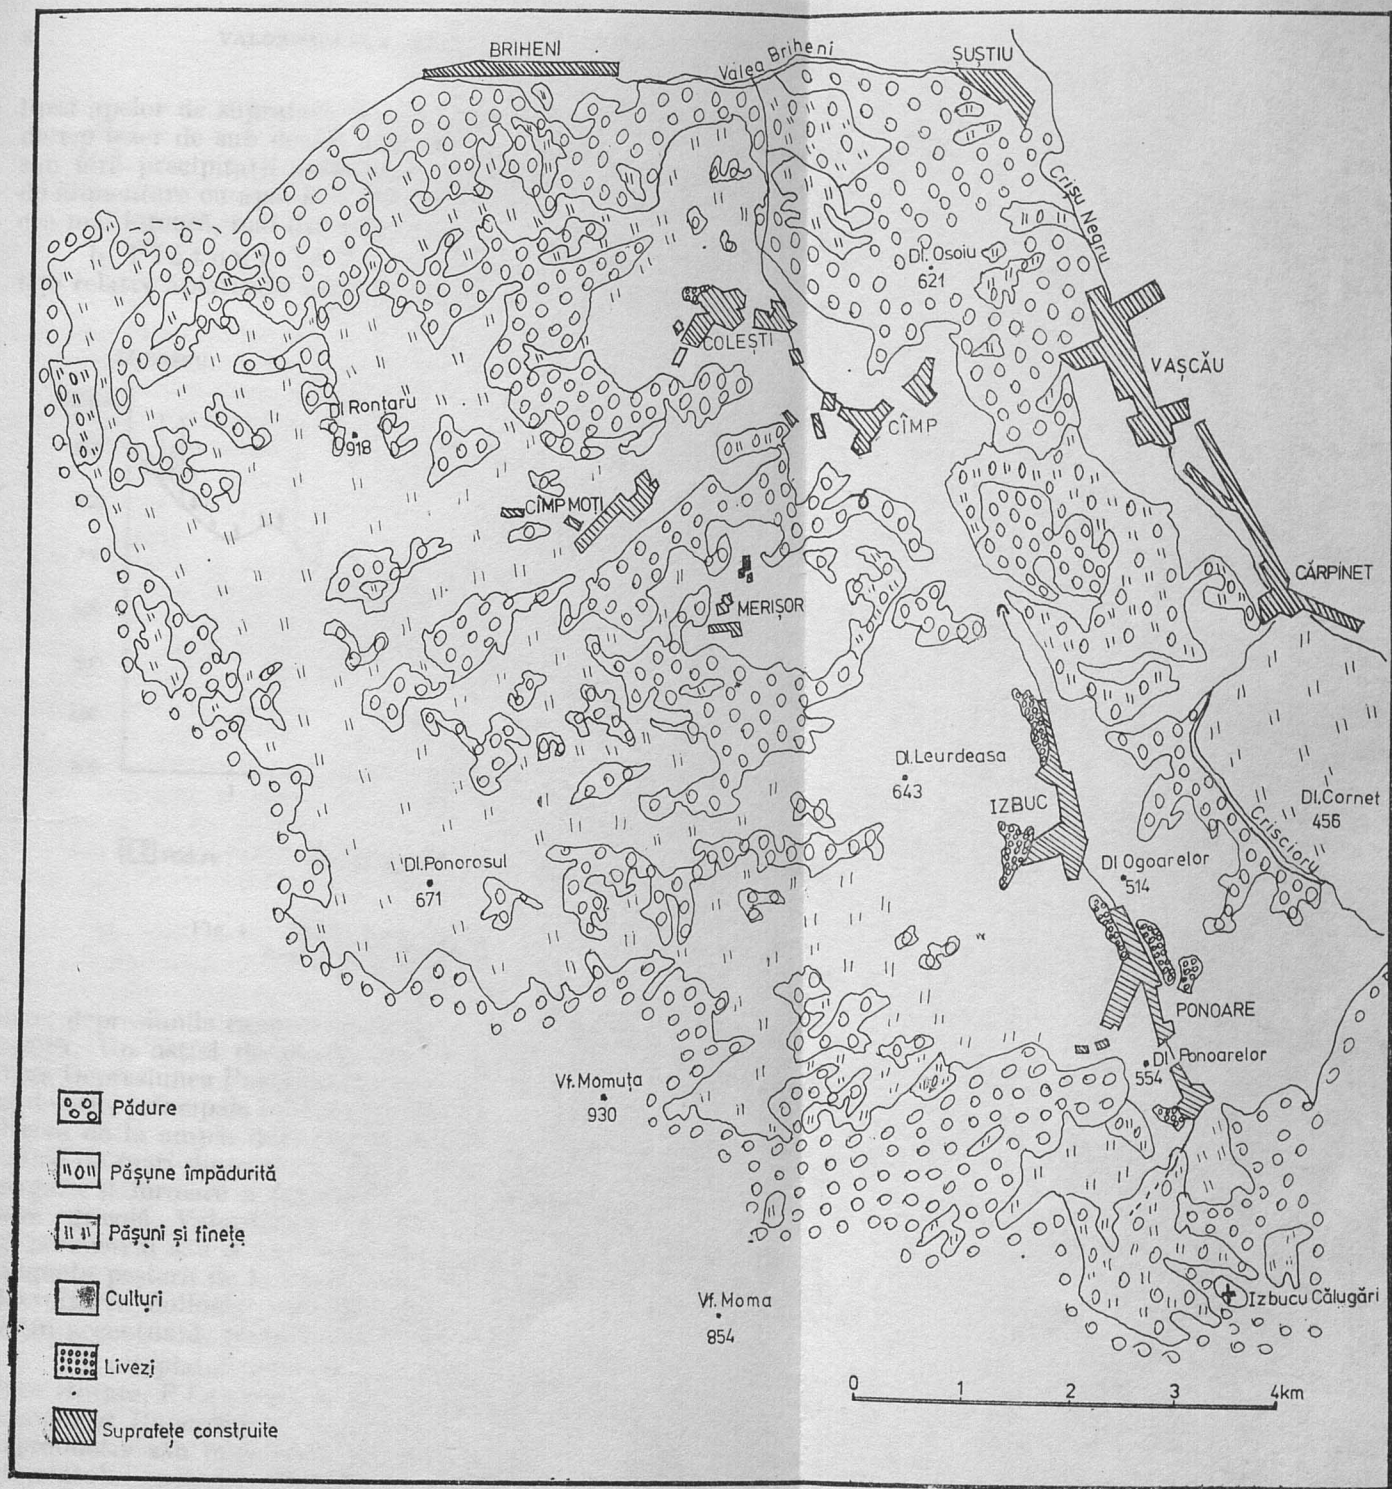 BRIHENI
Valea Briheni
ȘUȘTIU
Crișu Negru
Dl. Osoiu
621
COLEȘTI
VAȘCĂU
Dl Rontaru
918
CÎMP
CÎMP MOȚI
CĂRPINET
MERIȘOR
Dl. Leurdeasa
643
IZBUC
Dl. Cornet
456
Crișcioru
Dl. Ponorosul
671
Dl Ogoarelor
514
PONOARE
Dl Ponoarelor
554
Vf. Momuța
930
Pădure
Pășune împădurită
Pășuni și finețe
Culturi
Izbucu Călugări
Vf. Moma
854
Livezi
0 1 2 3 4km
Suprafețe construite